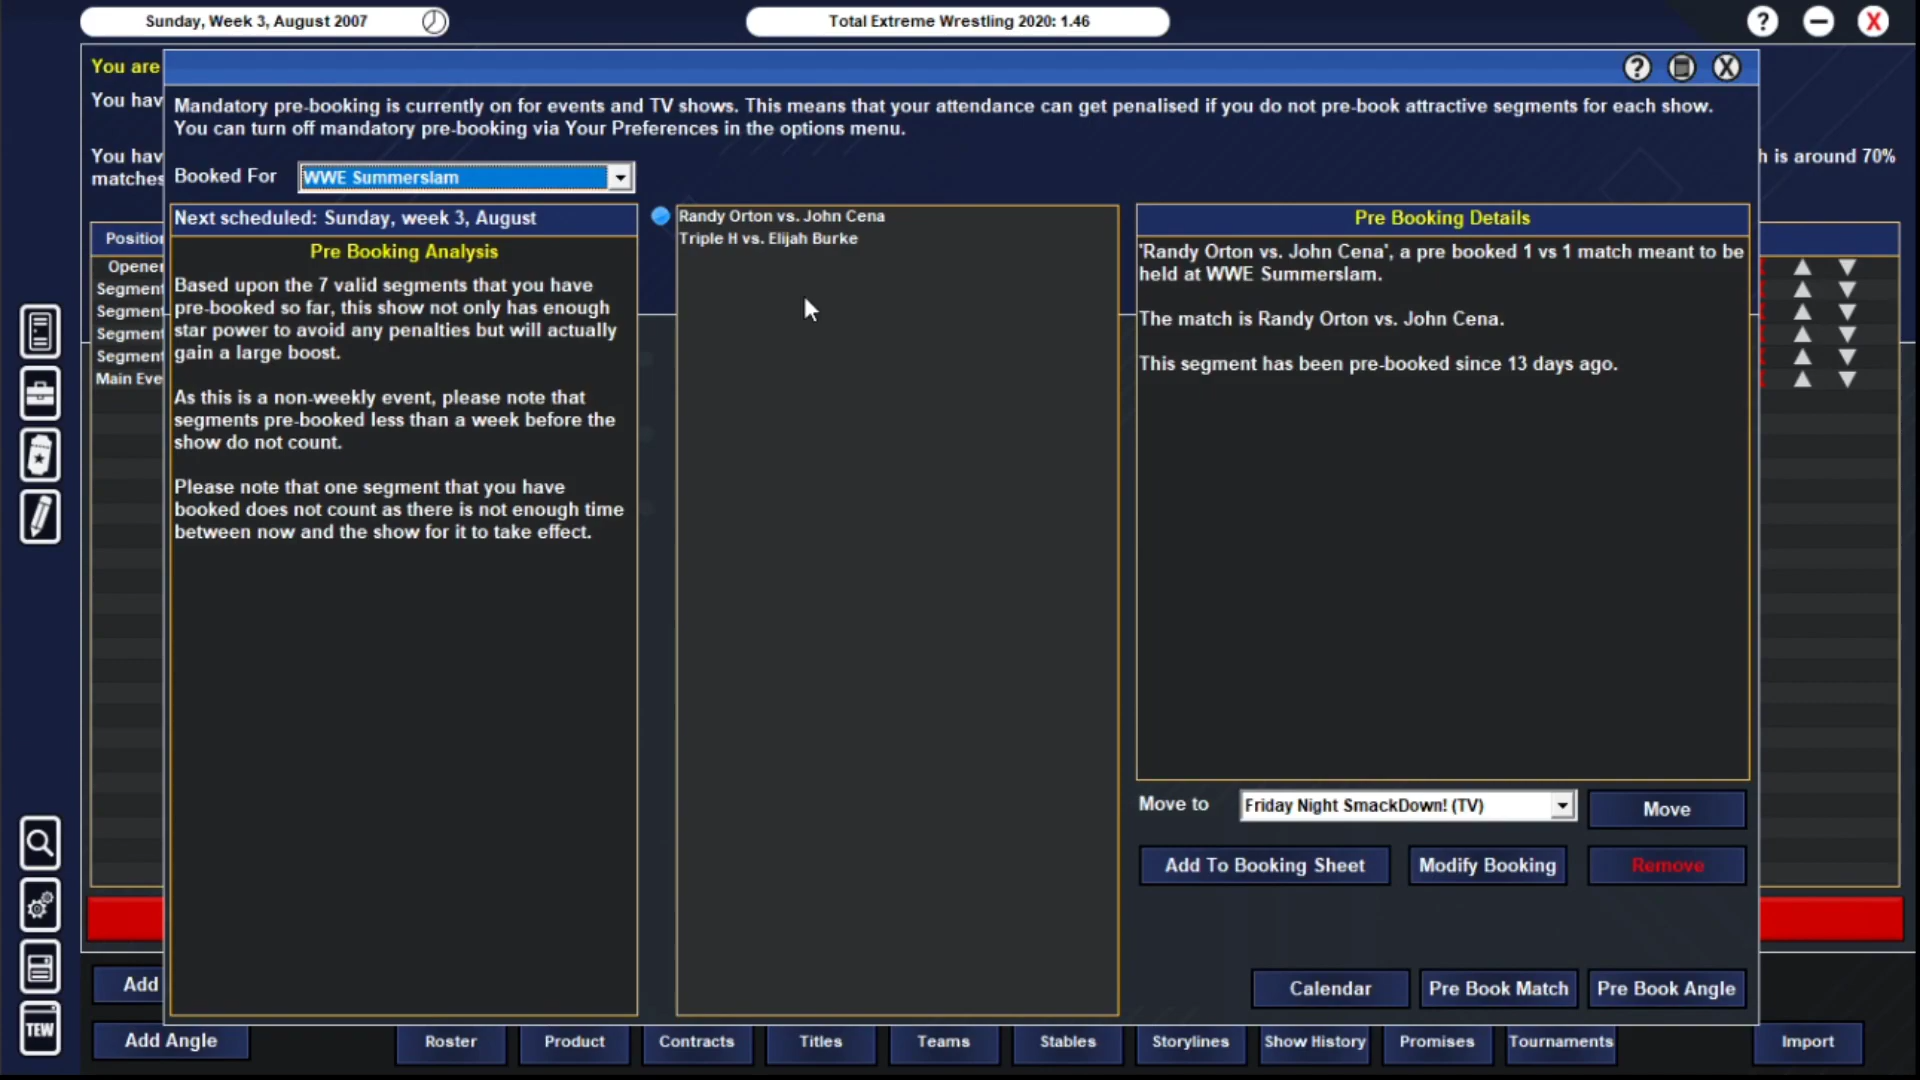 Sunday, Week 3, August 2007
Total Extreme Wrestling 2020: 1.46
?
X
You are
You hav
You hav
matches
h is around 70%
?
X
Mandatory pre-booking is currently on for events and TV shows. This means that your attendance can get penalised if you do not pre-book attractive segments for each show.
You can turn off mandatory pre-booking via Your Preferences in the options menu.
Booked For
WWE Summerslam
Next scheduled: Sunday, week 3, August
Pre Booking Analysis
Based upon the 7 valid segments that you have
pre-booked so far, this show not only has enough
star power to avoid any penalties but will actually
gain a large boost.
As this is a non-weekly event, please note that
segments pre-booked less than a week before the
show do not count.
Please note that one segment that you have
booked does not count as there is not enough time
between now and the show for it to take effect.
Randy Orton vs. John Cena
Triple H vs. Elijah Burke
Pre Booking Details
'Randy Orton vs. John Cena', a pre booked 1 vs 1 match meant to be
held at WWE Summerslam.
The match is Randy Orton vs. John Cena.
This segment has been pre-booked since 13 days ago.
Positior
Opener
Segment
Segment
Segment
Segment
Main Eve
Move to
Friday Night SmackDown! (TV)
Move
Add To Booking Sheet
Modify Booking
Remove
Calendar
Pre Book Match
Pre Book Angle
Add
Add Angle
Roster
Product
Contracts
Titles
Teams
Stables
Storylines
Show History
Promises
Tournaments
Import
TEW